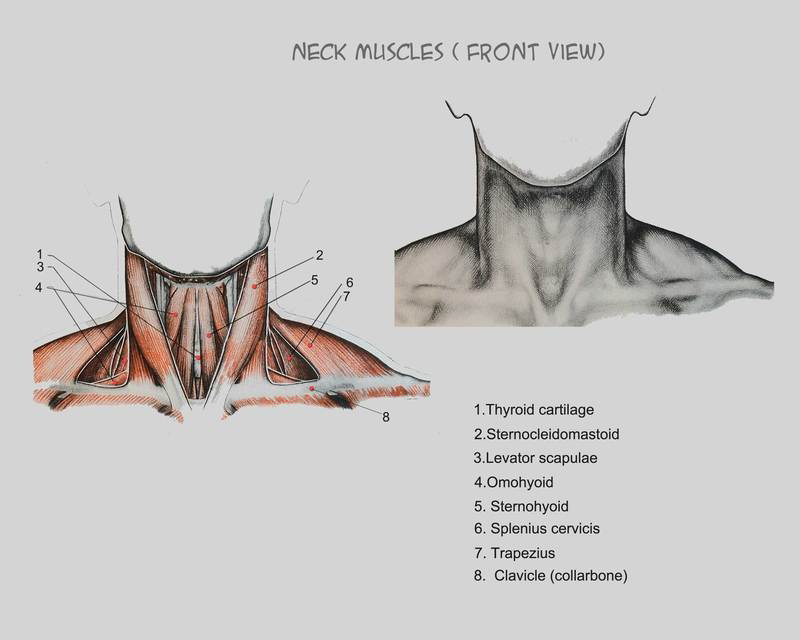 NECK MUSCLES ( FRONT VIEW)
1
3
4
2
5
6
7
8
1.Thyroid cartilage
2.Sternocleidomastoid
3.Levator scapulae
4.Omohyoid
5. Sternohyoid
6. Splenius cervicis
7. Trapezius
8. Clavicle (collarbone)